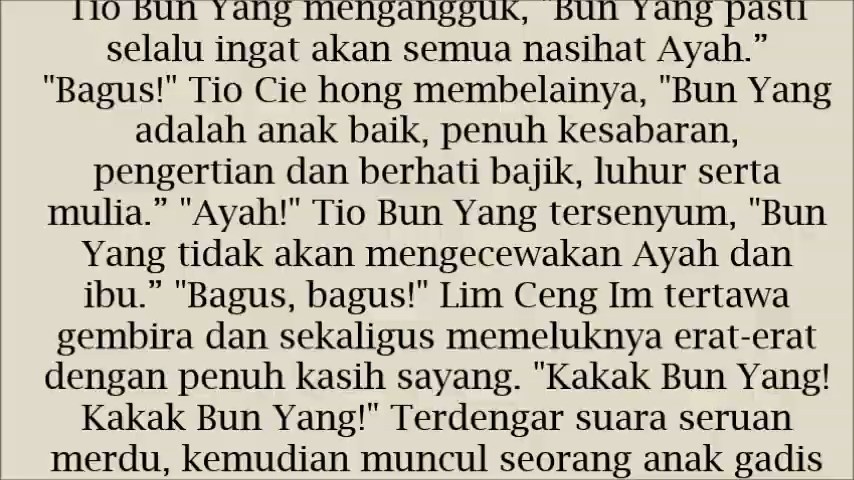 Tio Bun Yang mengangguk, "Bun Yang pasti
selalu ingat akan semua nasihat Ayah.”
"Bagus!" Tio Cie hong membelainya, "Bun Yang
adalah anak baik, penuh kesabaran,
pengertian dan berhati bajik, luhur serta
mulia.” "Ayah!" Tio Bun Yang tersenyum, "Bun
Yang tidak akan mengecewakan Ayah dan
ibu.” "Bagus, bagus!" Lim Ceng Im tertawa
gembira dan sekaligus memeluknya erat-erat
dengan penuh kasih sayang. "Kakak Bun Yang!
Kakak Bun Yang!" Terdengar suara seruan
merdu, kemudian muncul seorang anak gadis